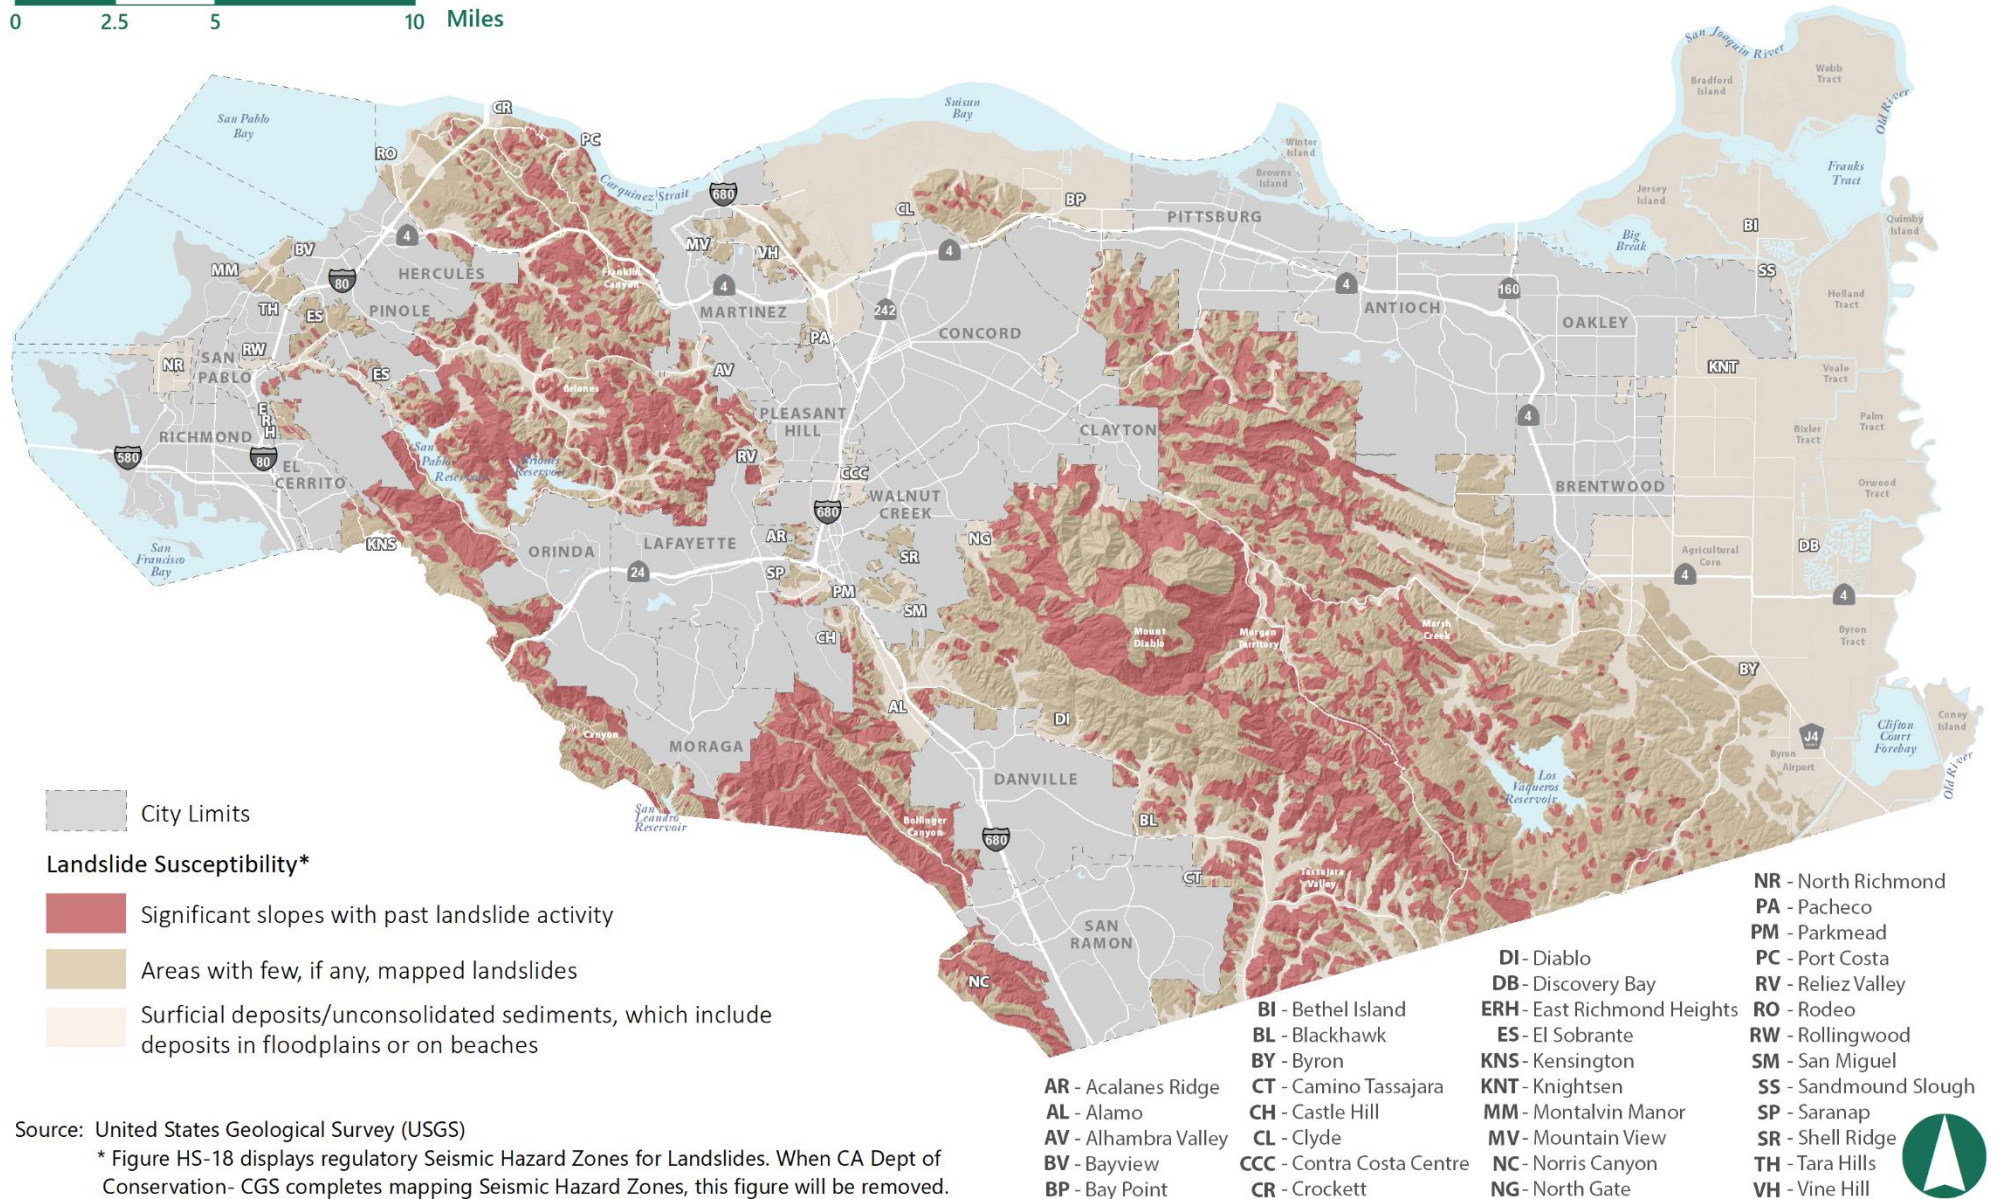 0 2.5 5 10 Miles
San Joaquin River
Bradford
Island
Webb
Tract
Old River
San Pablo
Bay
CR
PC
RO
Carquinez Strait
680
Suisun
Bay
Winter
Island
Browns
Island
Franks
Tract
Jersey
Island
BI
Quimby
Island
Big
Break
CL
BP
PITTSBURG
4
MV
VH
4
BV
MM
80
HERCULES
Franklin
Canyon
4
SS
4
160
Holland
Tract
TH
ES
PINOLE
MARTINEZ
242
CONCORD
ANTIOCH
OAKLEY
PA
NR
SAN
PABLO
RW
ES
AV
Briones
KNT
Veale
Tract
E
R
H
RICHMOND
PLEASANT
HILL
CLAYTON
4
Palm
Tract
Bixler
Tract
580
80
EL
CERRITO
San
Pablo
Reservoir
Briones
Reservoir
RV
CCC
680
WALNUT
CREEK
BRENTWOOD
Orwood
Tract
San
Francisco
Bay
KNS
ORINDA
LAFAYETTE
24
AR
SP
SR
NG
PM
SM
DB
Agricultural
Core
4
4
CH
Mount
Diablo
Morgan
Territory
Marsh
Creek
Byron
Tract
BY
AL
DI
Canyon
MORAGA
DANVILLE
Clifton
Court
Forebay
Coney
Island
J4
Byron
Airport
Old River
Los
Vaqueros
Reservoir
San
Leandro
Reservoir
Bollinger
Canyon
680
BL
CT
Tassajara
Valley
SAN
RAMON
NC
City Limits
Landslide Susceptibility*
Significant slopes with past landslide activity
Areas with few, if any, mapped landslides
Surficial deposits/unconsolidated sediments, which include
deposits in floodplains or on beaches
Source: United States Geological Survey (USGS)
* Figure HS-18 displays regulatory Seismic Hazard Zones for Landslides. When CA Dept of
Conservation- CGS completes mapping Seismic Hazard Zones, this figure will be removed.
AR - Acalanes Ridge
AL - Alamo
AV - Alhambra Valley
BV - Bayview
BP - Bay Point
BI - Bethel Island
BL - Blackhawk
BY - Byron
CT - Camino Tassajara
CH - Castle Hill
CL - Clyde
CCC - Contra Costa Centre
CR - Crockett
DI - Diablo
DB - Discovery Bay
ERH - East Richmond Heights
ES - El Sobrante
KNS - Kensington
KNT - Knightsen
MM - Montalvin Manor
MV - Mountain View
NC - Norris Canyon
NG - North Gate
NR - North Richmond
PA - Pacheco
PM - Parkmead
PC - Port Costa
RV - Reliez Valley
RO - Rodeo
RW - Rollingwood
SM - San Miguel
SS - Sandmound Slough
SP - Saranap
SR - Shell Ridge
TH - Tara Hills
VH - Vine Hill